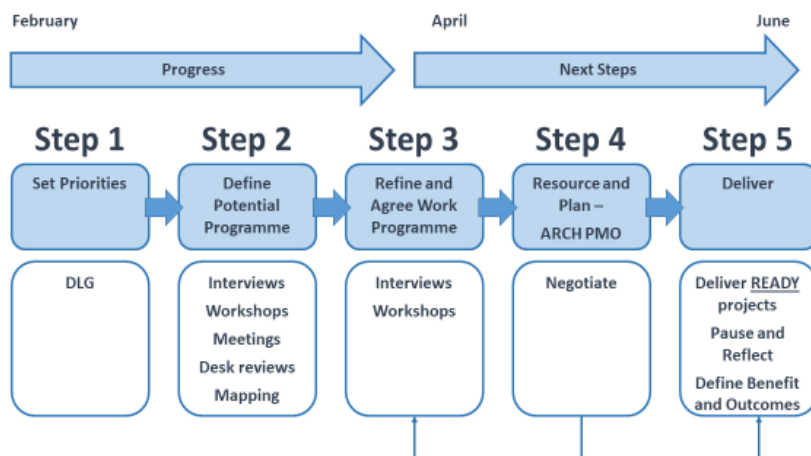 February
April
June
Progress
Next Steps
Step 1
Step 2
Step 3
Step 4
Step 5
Set Priorities
Define
Potential
Programme
Refine and
Agree Work
Programme
Resource and
Plan –
ARCH PMO
Deliver
DLG
Interviews
Workshops
Meetings
Desk reviews
Mapping
Interviews
Workshops
Negotiate
Deliver READY
projects
Pause and
Reflect
Define Benefit
and Outcomes